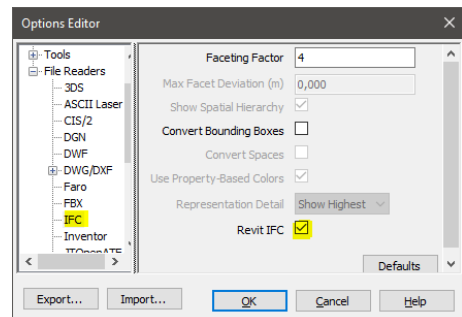 Options Editor
Tools
File Readers
3DS
ASCII Laser
CIS/2
DGN
DWF
DWG/DXF
Faro
FBX
IFC
Inventor
Faceting Factor 4
Max Facet Deviation (m) 0,000
Show Spatial Hierarchy
Convert Bounding Boxes
Convert Spaces
Use Property-Based Colors
Representation Detail Show Highest
Revit IFC
Defaults
Export... Import... OK Cancel Help